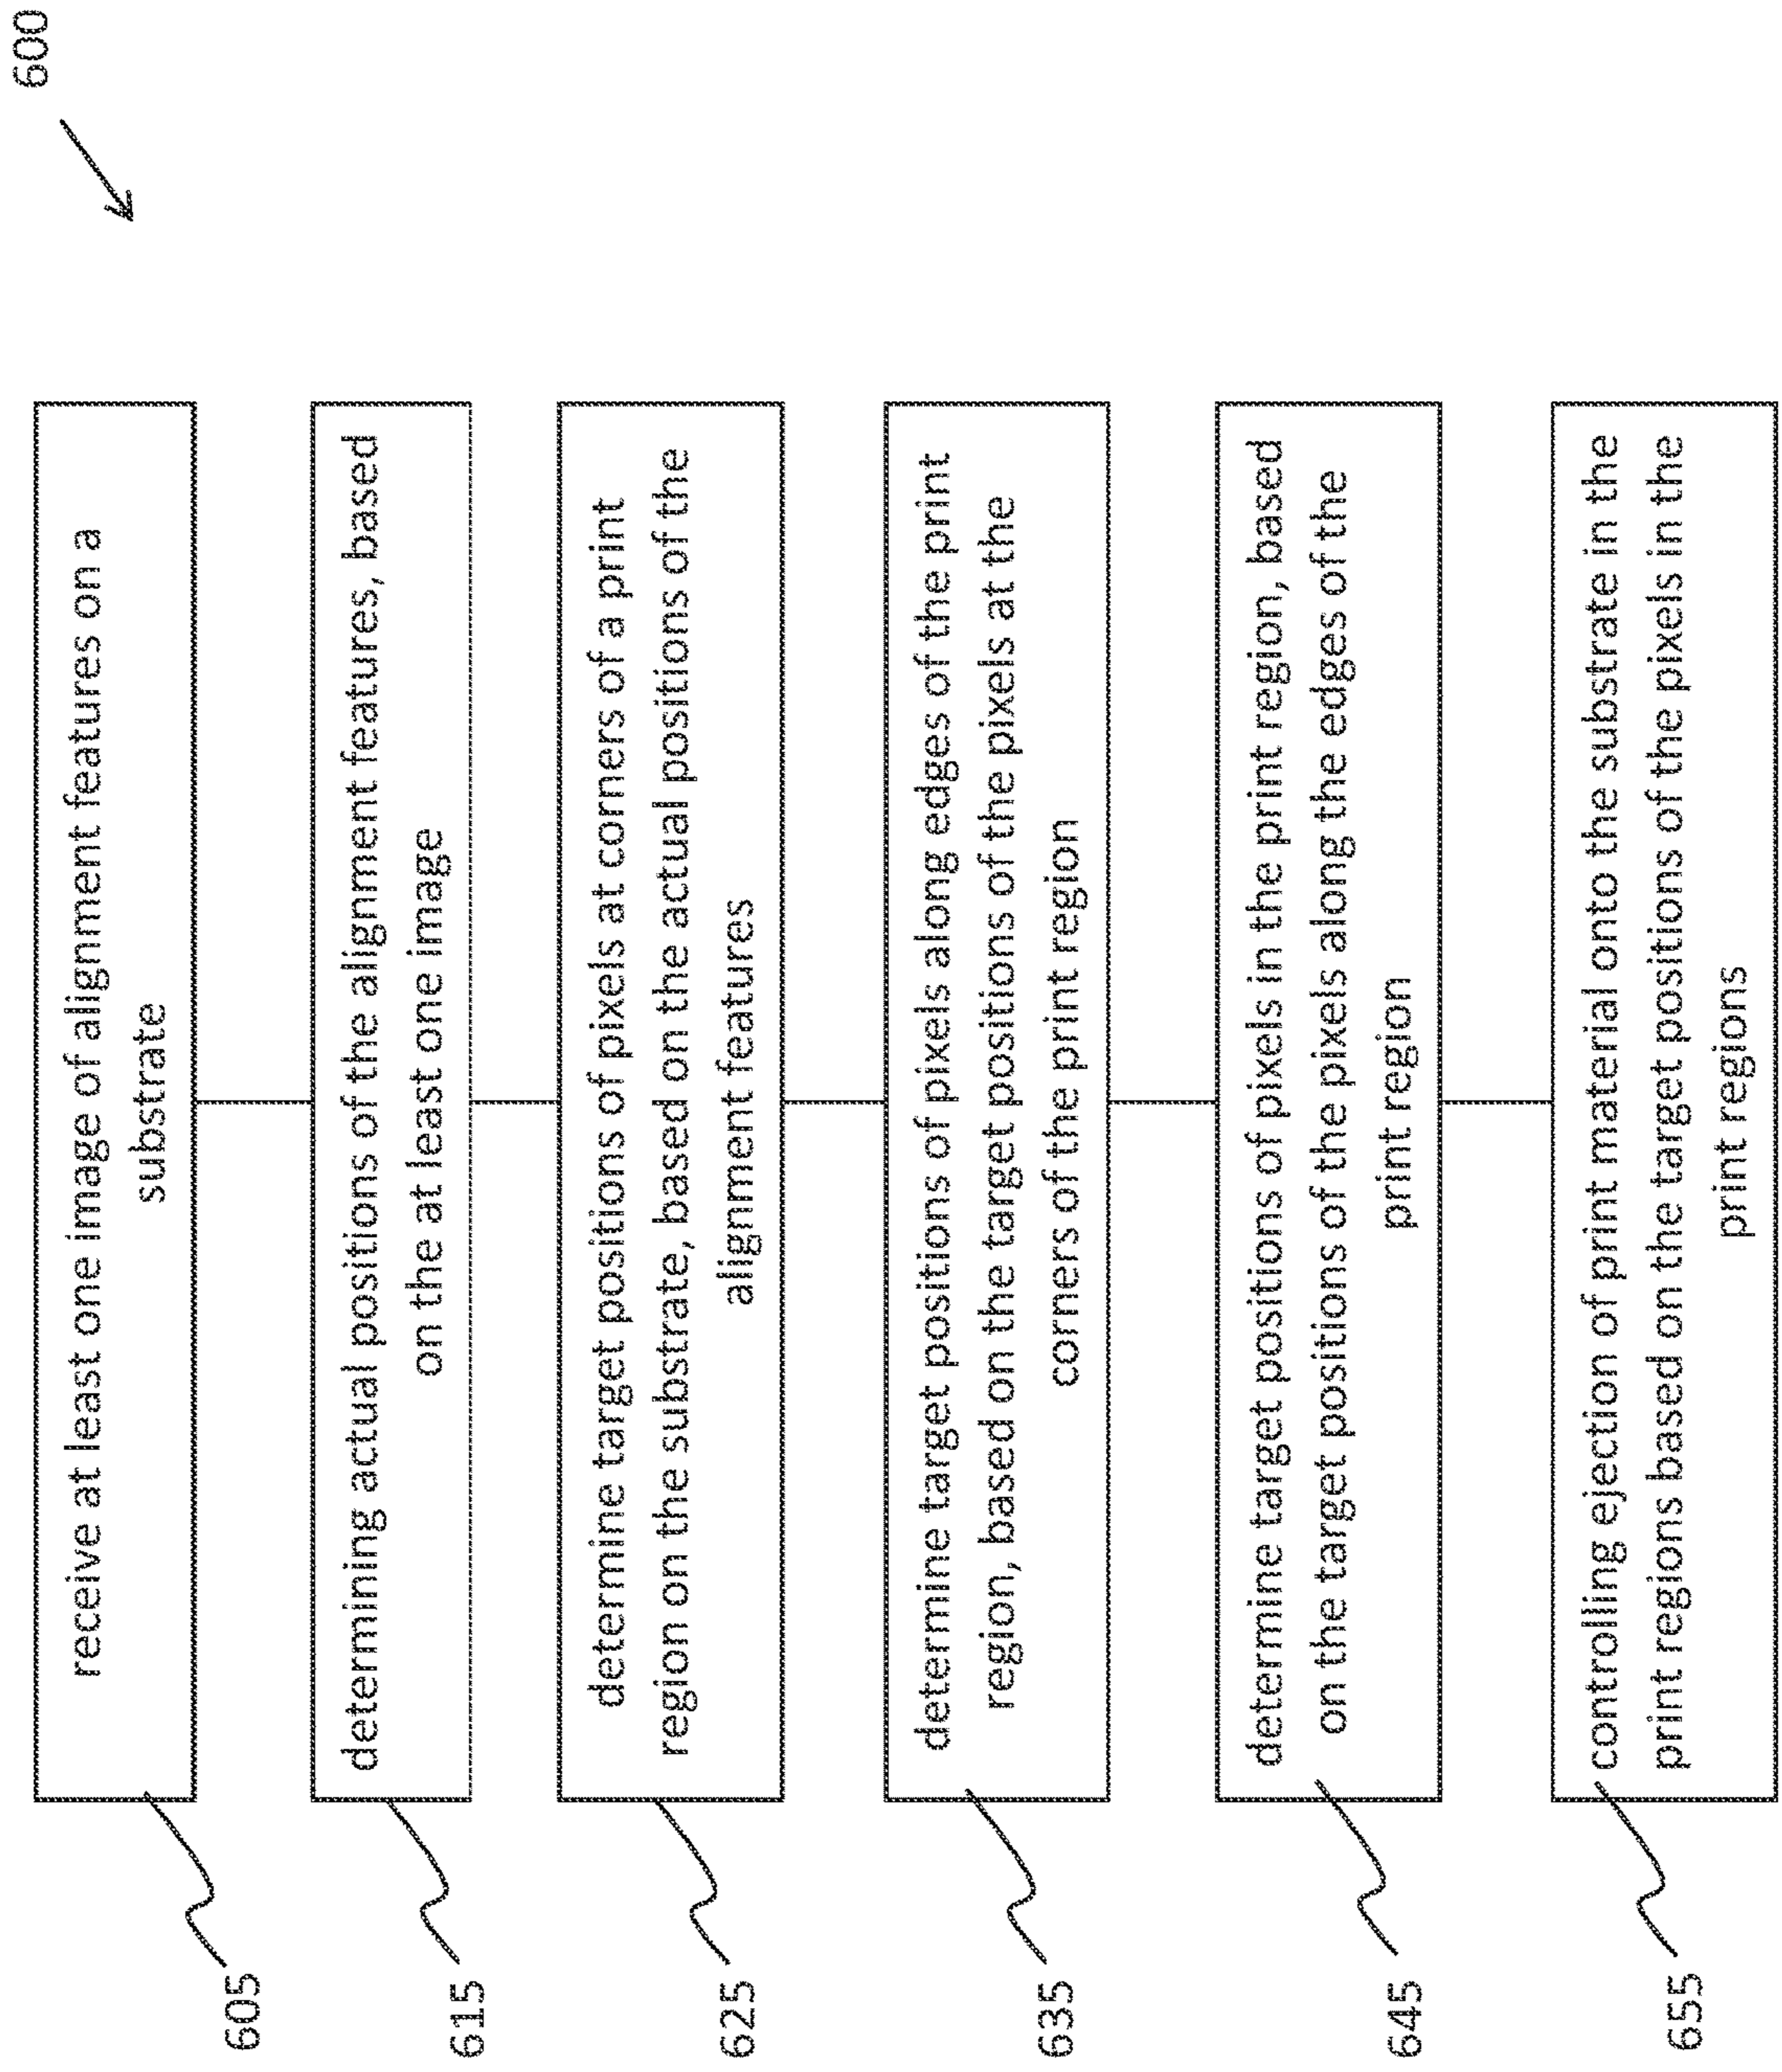 600
605
receive at least one image of alignment features on a
substrate
615
determining actual positions of the alignment features, based
on the at least one image
625
determine target positions of pixels at corners of a print
region on the substrate, based on the actual positions of the
alignment features
635
determine target positions of pixels along edges of the print
region, based on the target positions of the pixels at the
corners of the print region
645
determine target positions of pixels in the print region, based
on the target positions of the pixels along the edges of the
print region
655
controlling ejection of print material onto the substrate in the
print regions based on the target positions of the pixels in the
print regions